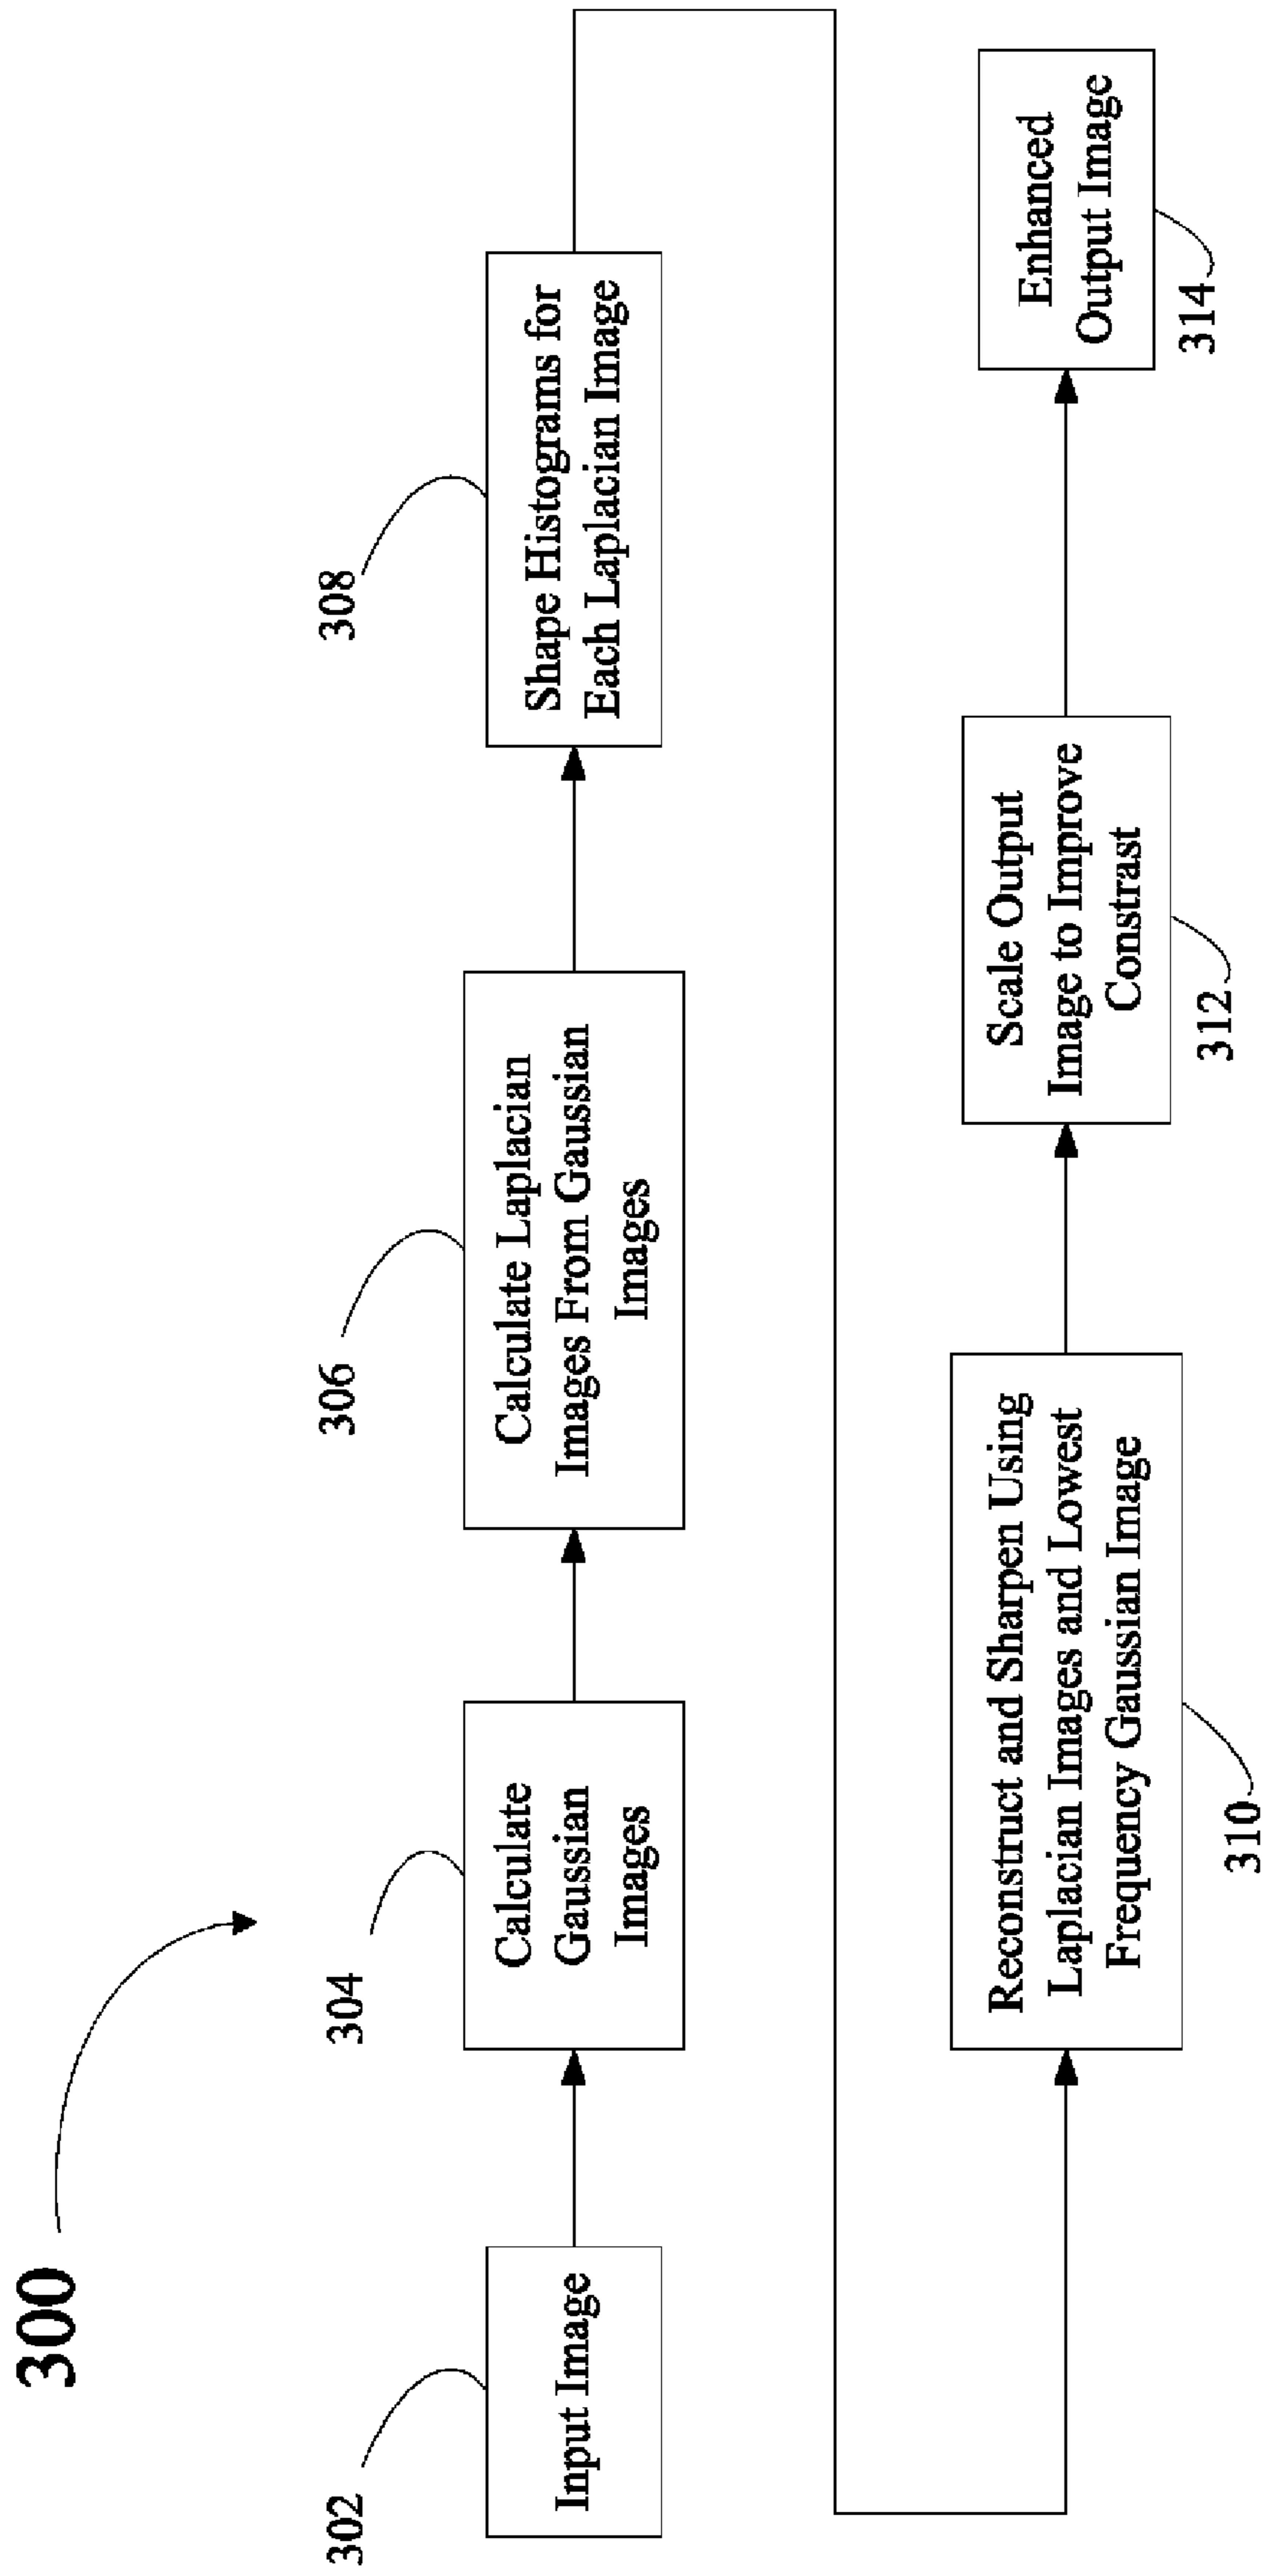 300
302
Input Image
304
Calculate
Gaussian
Images
306
Calculate Laplacian
Images From Gaussian
Images
308
Shape Histograms for
Each Laplacian Image
Reconstruct and Sharpen Using
Laplacian Images and Lowest
Frequency Gaussian Image
310
Scale Output
Image to Improve
Constrast
312
Enhanced
Output Image
314